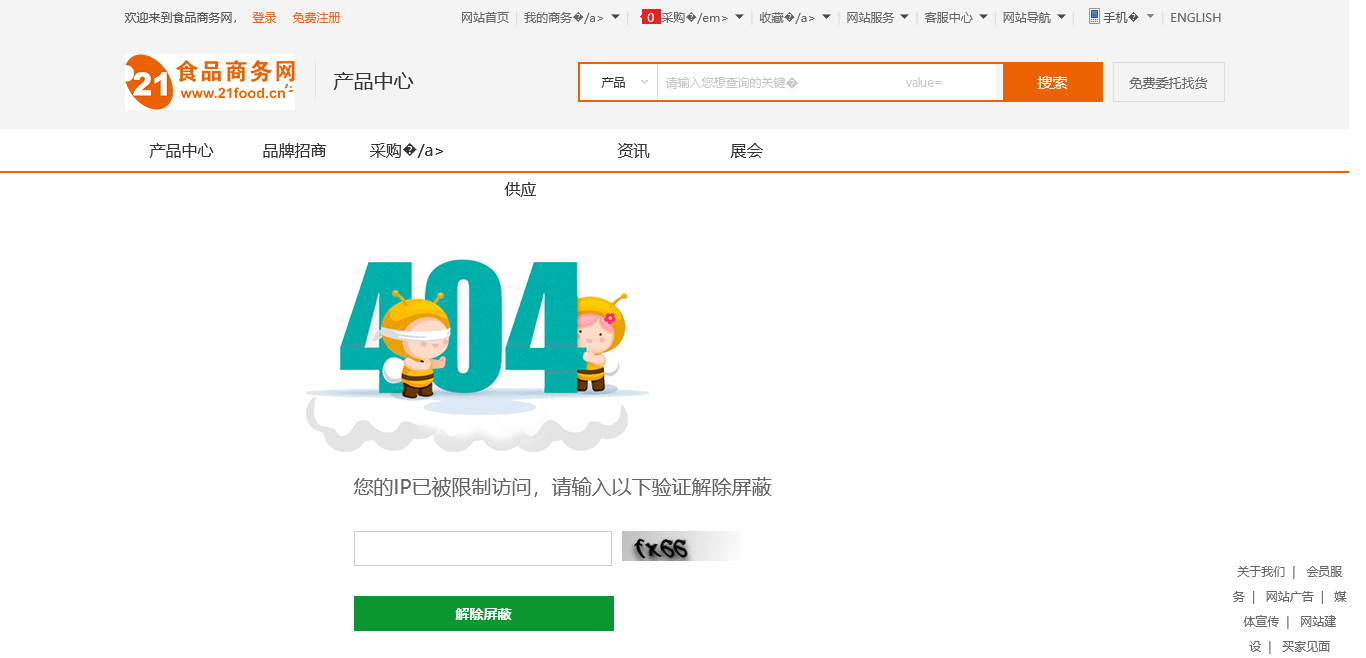 欢迎来到食品商务网， 登录 免费注册 网站首页 | 我的商务�/a> | 0 采购�/em> | 收藏�/a> | 网站服务 | 客服中心 | 网站导航 | 手机� | ENGLISH
21 食品商务网
www.21food.cn
产品中心
产品 请输入您想查询的关键� value= 搜索 免费委托找货
产品中心 品牌招商 采购�/a> 资讯 展会
供应
404
您的IP已被限制访问，请输入以下验证解除屏蔽
fx66
解除屏蔽
关于我们 | 会员服
务 | 网站广告 | 媒
体宣传 | 网站建
设 | 买家见面